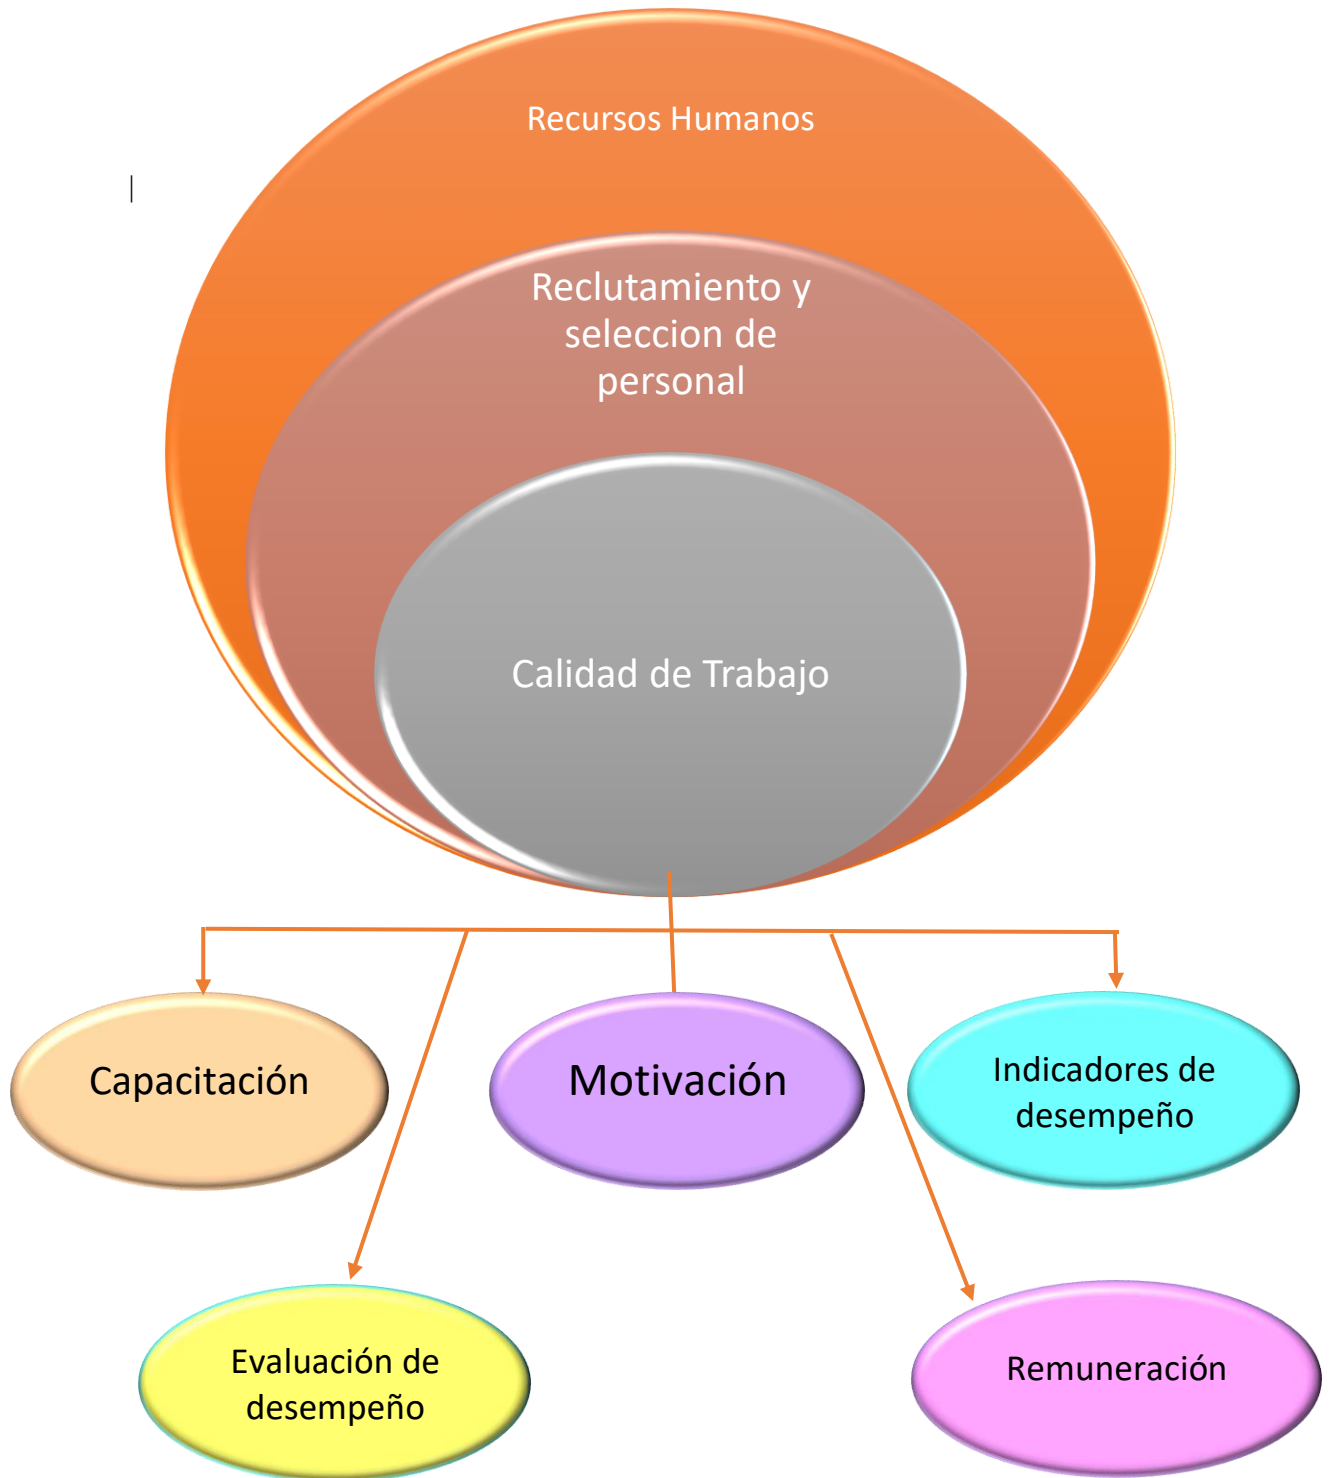 Recursos Humanos
Reclutamiento y
seleccion de
personal
Calidad de Trabajo
Capacitación
Motivación
Indicadores de
desempeño
Evaluación de
desempeño
Remuneración